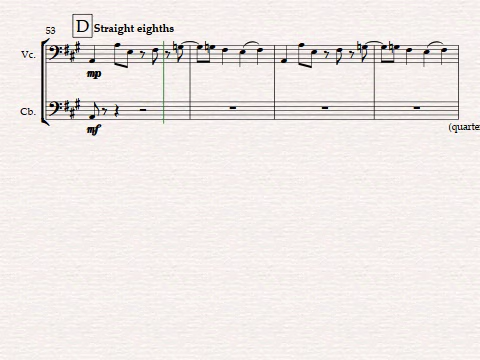 53
D Straight eighths
Vc.
mp
Cb.
mf
(quarte